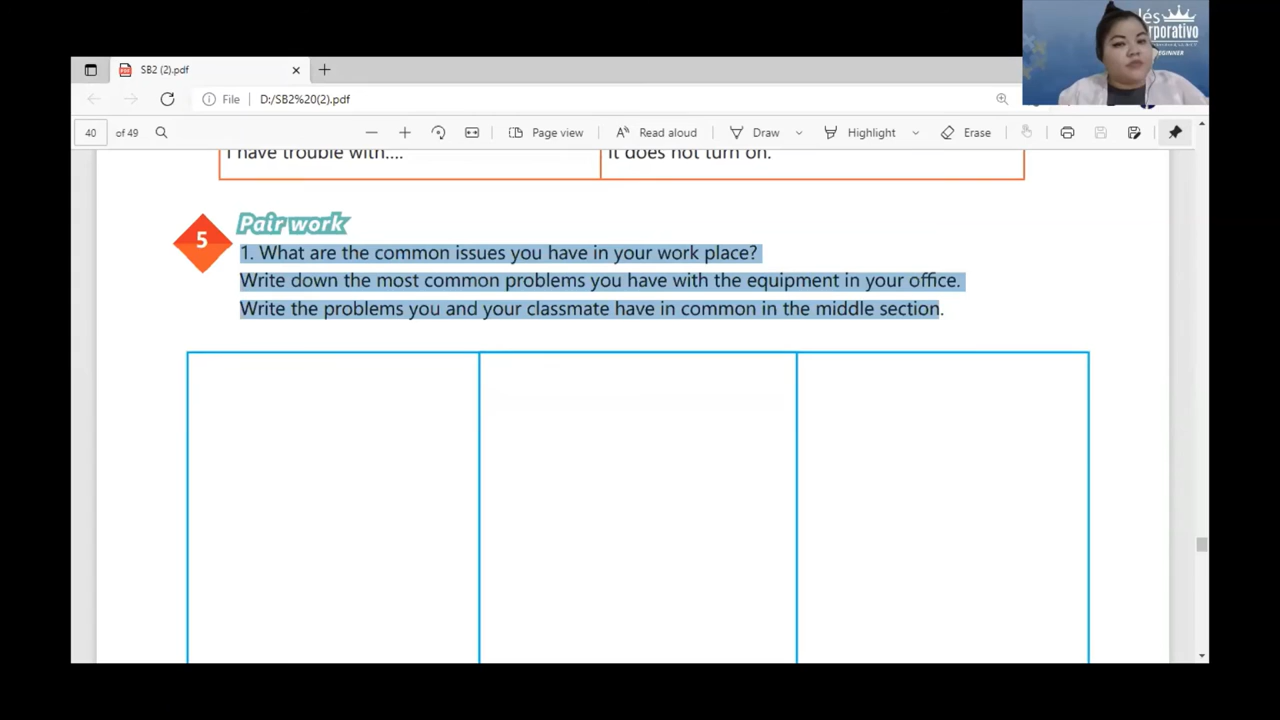 lés
rporativo
EGINNER
SB2 (2).pdf
File D:/SB2%20(2).pdf
40 of 49 Page view Read aloud Draw Highlight Erase
I have trouble with.... It does not turn on.
5 Pair work
1. What are the common issues you have in your work place?
Write down the most common problems you have with the equipment in your office.
Write the problems you and your classmate have in common in the middle section.